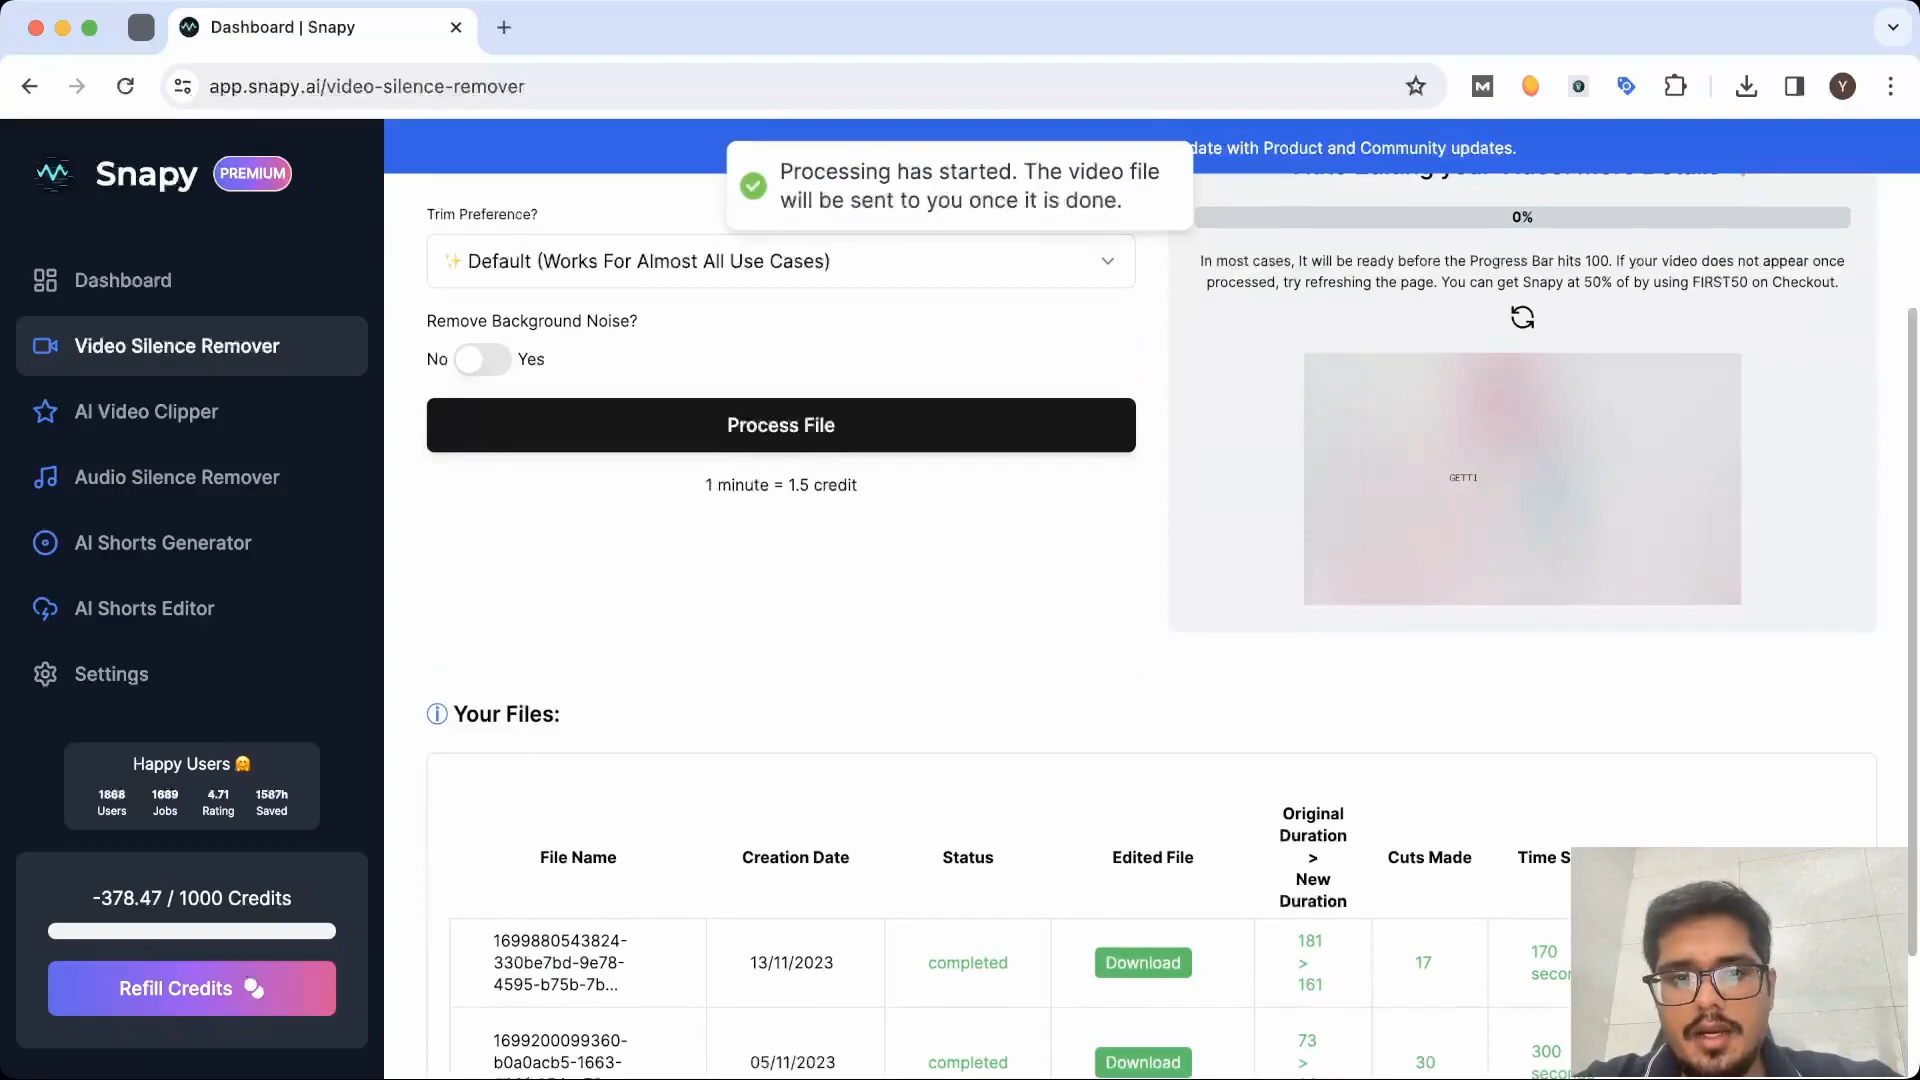 Dashboard | Snapy
app.snapy.ai/video-silence-remover
Y
Snapy PREMIUM
Dashboard
Video Silence Remover
AI Video Clipper
Audio Silence Remover
AI Shorts Generator
AI Shorts Editor
Settings
Happy Users 🤗
1868 1689 4.71 1587h
Users Jobs Rating Saved
-378.47 / 1000 Credits
Refill Credits
date with Product and Community updates.
Processing has started. The video file
will be sent to you once it is done.
Trim Preference?
✨ Default (Works For Almost All Use Cases)
Remove Background Noise?
No Yes
Process File
1 minute = 1.5 credit
0%
In most cases, It will be ready before the Progress Bar hits 100. If your video does not appear once
processed, try refreshing the page. You can get Snapy at 50% of by using FIRST50 on Checkout.
GETTI
Your Files:
File Name Creation Date Status Edited File Original Duration > New Duration Cuts Made Time S
1699880543824-
330be7bd-9e78-
4595-b75b-7b...
13/11/2023
completed
Download
181
>
161
17
170
secon
1699200099360-
b0a0acb5-1663-
05/11/2023
completed
Download
73
>
30
300
secon